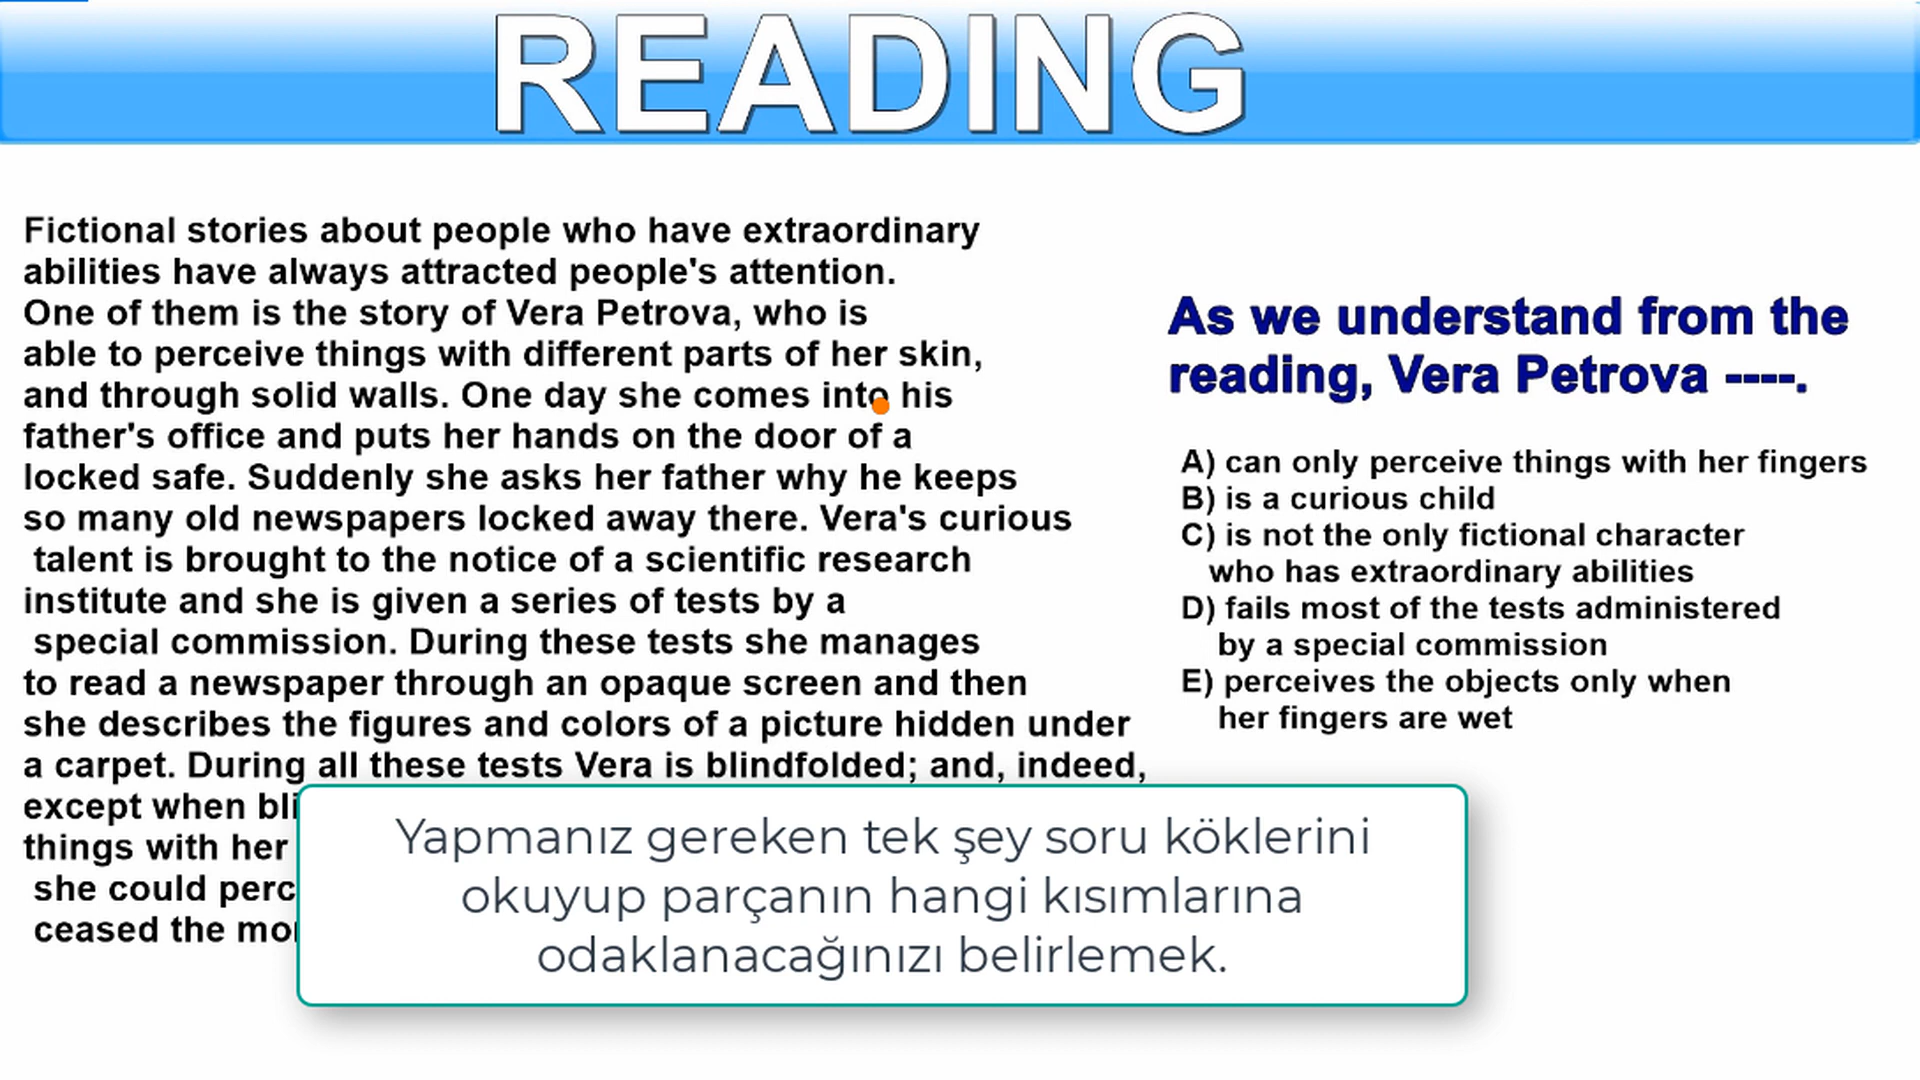 READING
Fictional stories about people who have extraordinary
abilities have always attracted people's attention.
One of them is the story of Vera Petrova, who is
able to perceive things with different parts of her skin,
and through solid walls. One day she comes into his
father's office and puts her hands on the door of a
locked safe. Suddenly she asks her father why he keeps
so many old newspapers locked away there. Vera's curious
talent is brought to the notice of a scientific research
institute and she is given a series of tests by a
special commission. During these tests she manages
to read a newspaper through an opaque screen and then
she describes the figures and colors of a picture hidden under
a carpet. During all these tests Vera is blindfolded; and, indeed,
except when
things with her
she could
ceased the
As we understand from the
reading, Vera Petrova ----.
A) can only perceive things with her fingers
B) is a curious child
C) is not the only fictional character
who has extraordinary abilities
D) fails most of the tests administered
by a special commission
E) perceives the objects only when
her fingers are wet
Yapmanız gereken tek şey soru köklerini
okuyup parçanın hangi kısımlarına
odaklanacağınızı belirlemek.